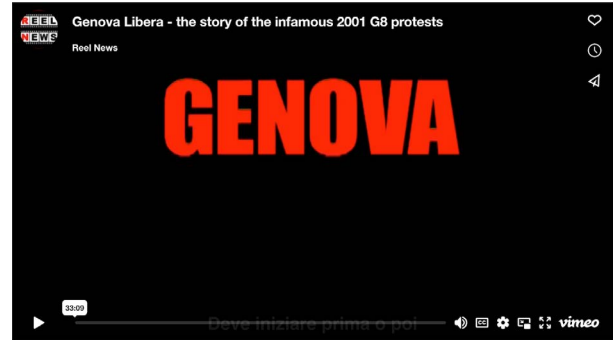 REEL
NEWS
Genova Libera - the story of the infamous 2001 G8 protests
Reel News
GENOVA
33:09
Deve iniziare prima o poi
CC
vimeo